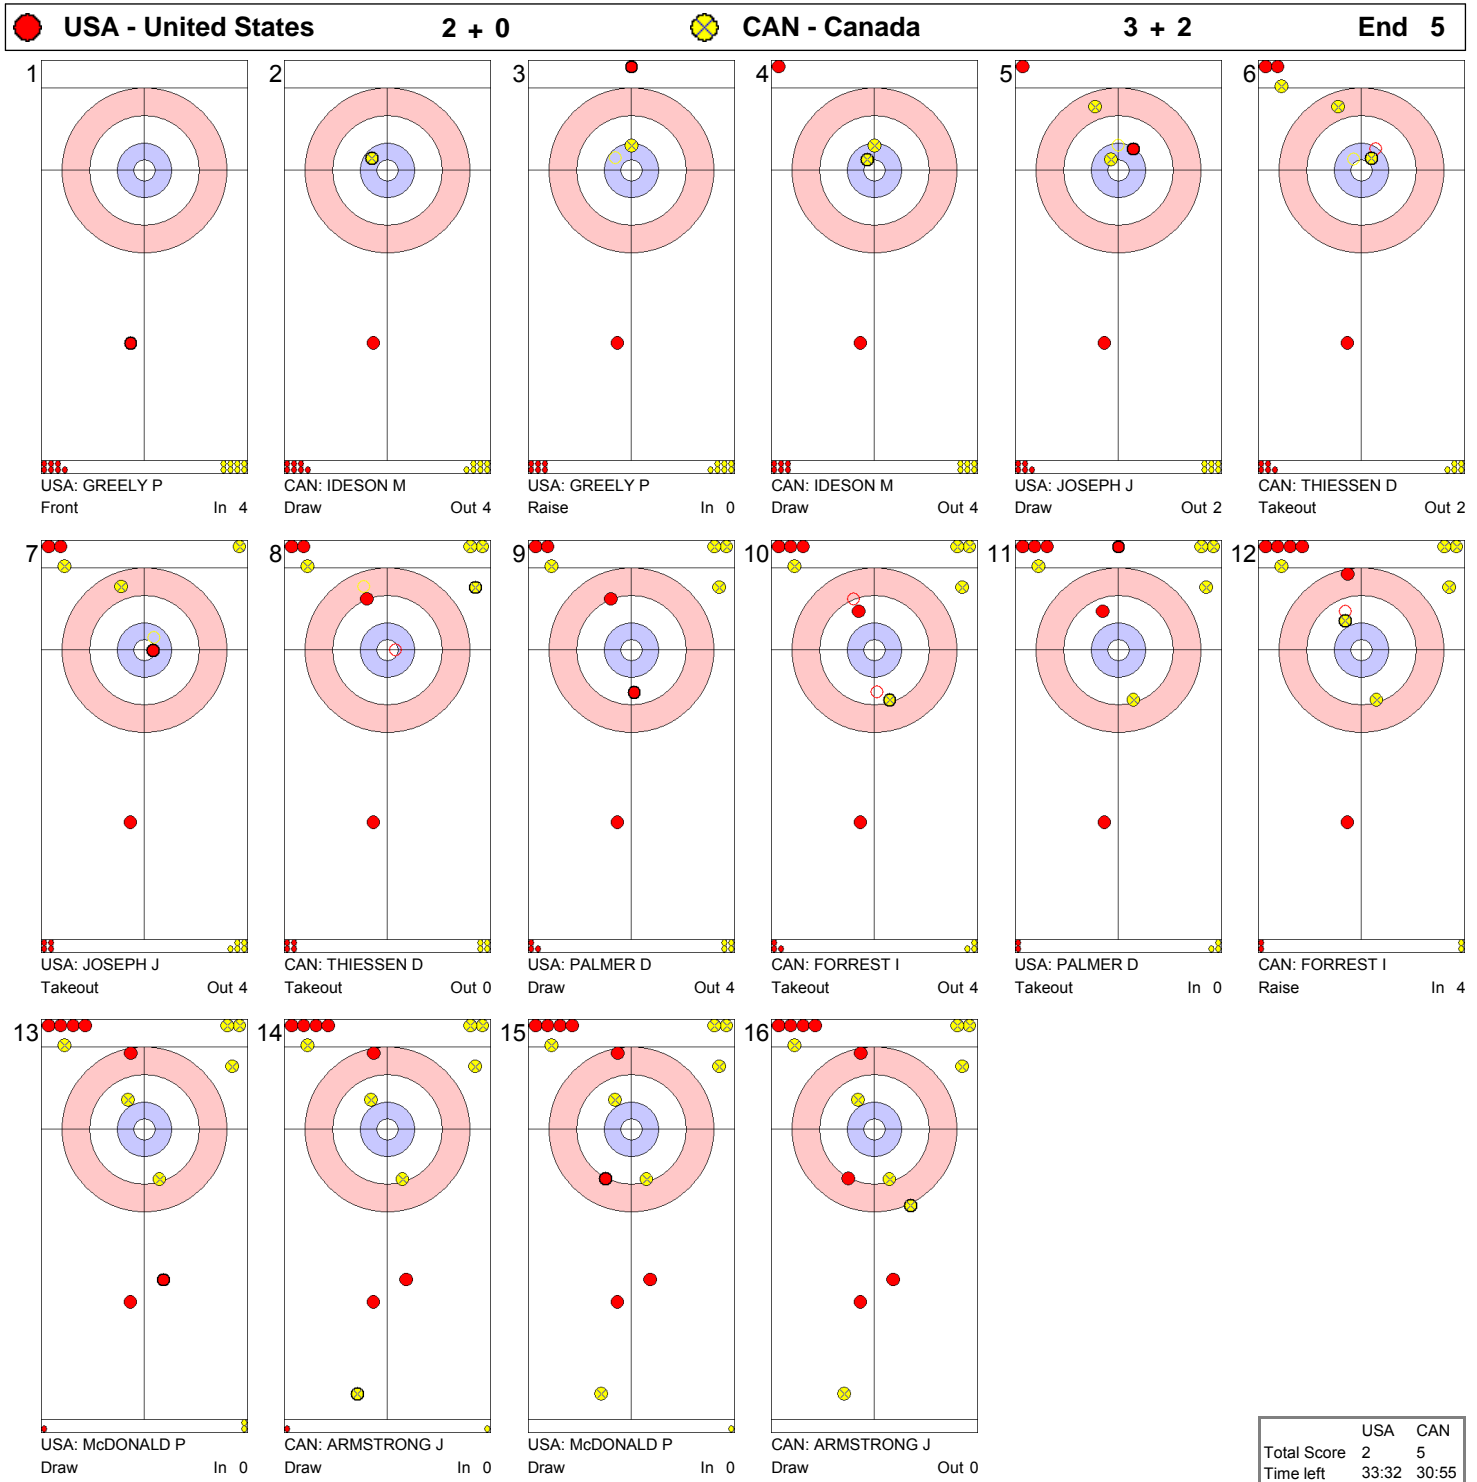 USA - United States 2 + 0 CAN - Canada 3 + 2 End 5
1 2 3 4 5 6
USA: GREELY P CAN: IDESON M USA: GREELY P CAN: IDESON M USA: JOSEPH J CAN: THIESSEN D
Front In 4 Draw Out 4 Raise In 0 Draw Out 4 Draw Out 2 Takeout Out 2
7 8 9 10 11 12
USA: JOSEPH J CAN: THIESSEN D USA: PALMER D CAN: FORREST I USA: PALMER D CAN: FORREST I
Takeout Out 4 Takeout Out 0 Draw Out 4 Takeout Out 4 Takeout In 0 Raise In 4
13 14 15 16
USA: McDONALD P CAN: ARMSTRONG J USA: McDONALD P CAN: ARMSTRONG J
Draw In 0 Draw In 0 Draw In 0 Draw Out 0
USA CAN
Total Score 2 5
Time left 33:32 30:55